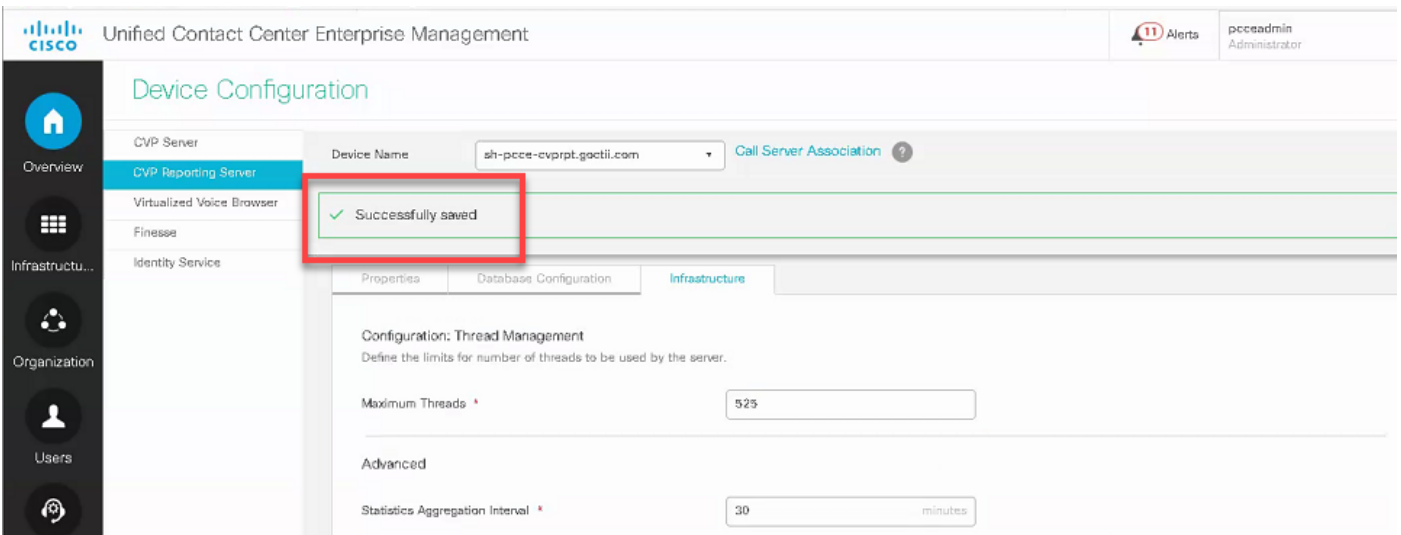 CISCO Unified Contact Center Enterprise Management
11 Alerts
pcceadmin
Administrator
Device Configuration
Overview
Infrastructu...
Organization
Users
CVP Server
CVP Reporting Server
Virtualized Voice Browser
Finesse
Identity Service
Device Name sh-pcce-cvprpt.gsctii.com Call Server Association ?
Successfully saved
Properties Database Configuration Infrastructure
Configuration: Thread Management
Define the limits for number of threads to be used by the server.
Maximum Threads * 525
Advanced
Statistics Aggregation Interval * 30 minutes